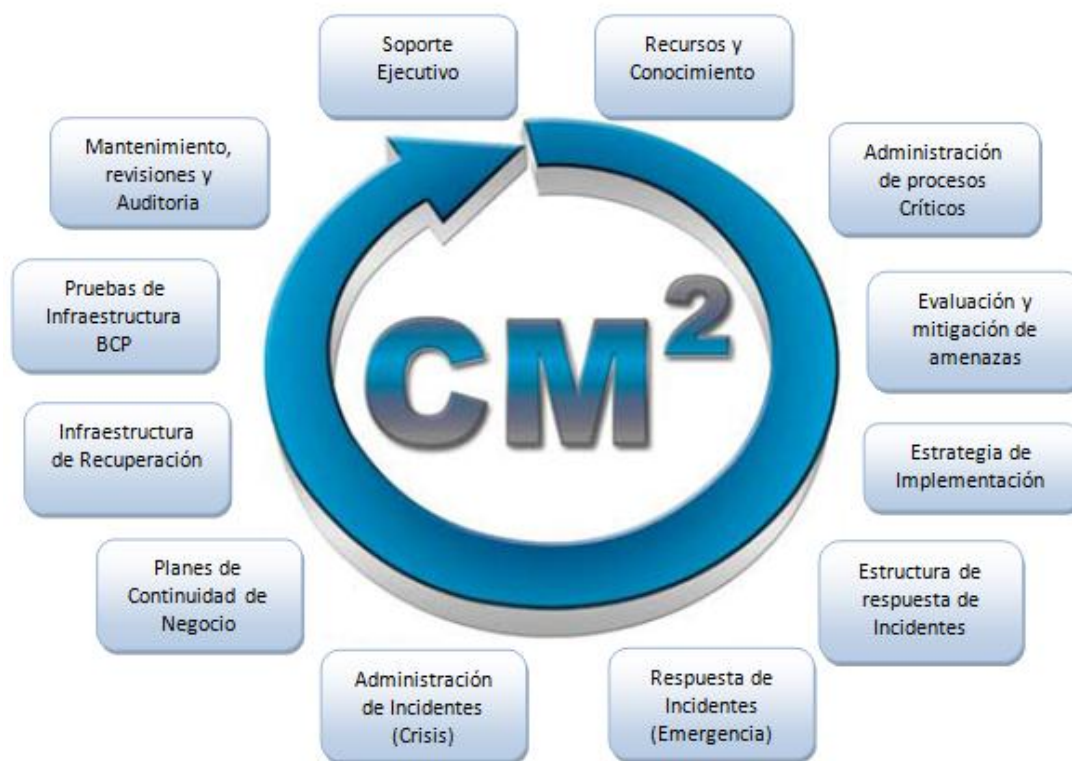 Soporte
Ejecutivo
Recursos y
Conocimiento
Administración
de procesos
Críticos
Evaluación y
mitigación de
amenazas
Estrategia de
Implementación
Estructura de
respuesta de
Incidentes
Respuesta de
Incidentes
(Emergencia)
Administración
de Incidentes
(Crisis)
Planes de
Continuidad de
Negocio
Infraestructura
de Recuperación
Pruebas de
Infraestructura
BCP
Mantenimiento,
revisiones y
Auditoria
CM²